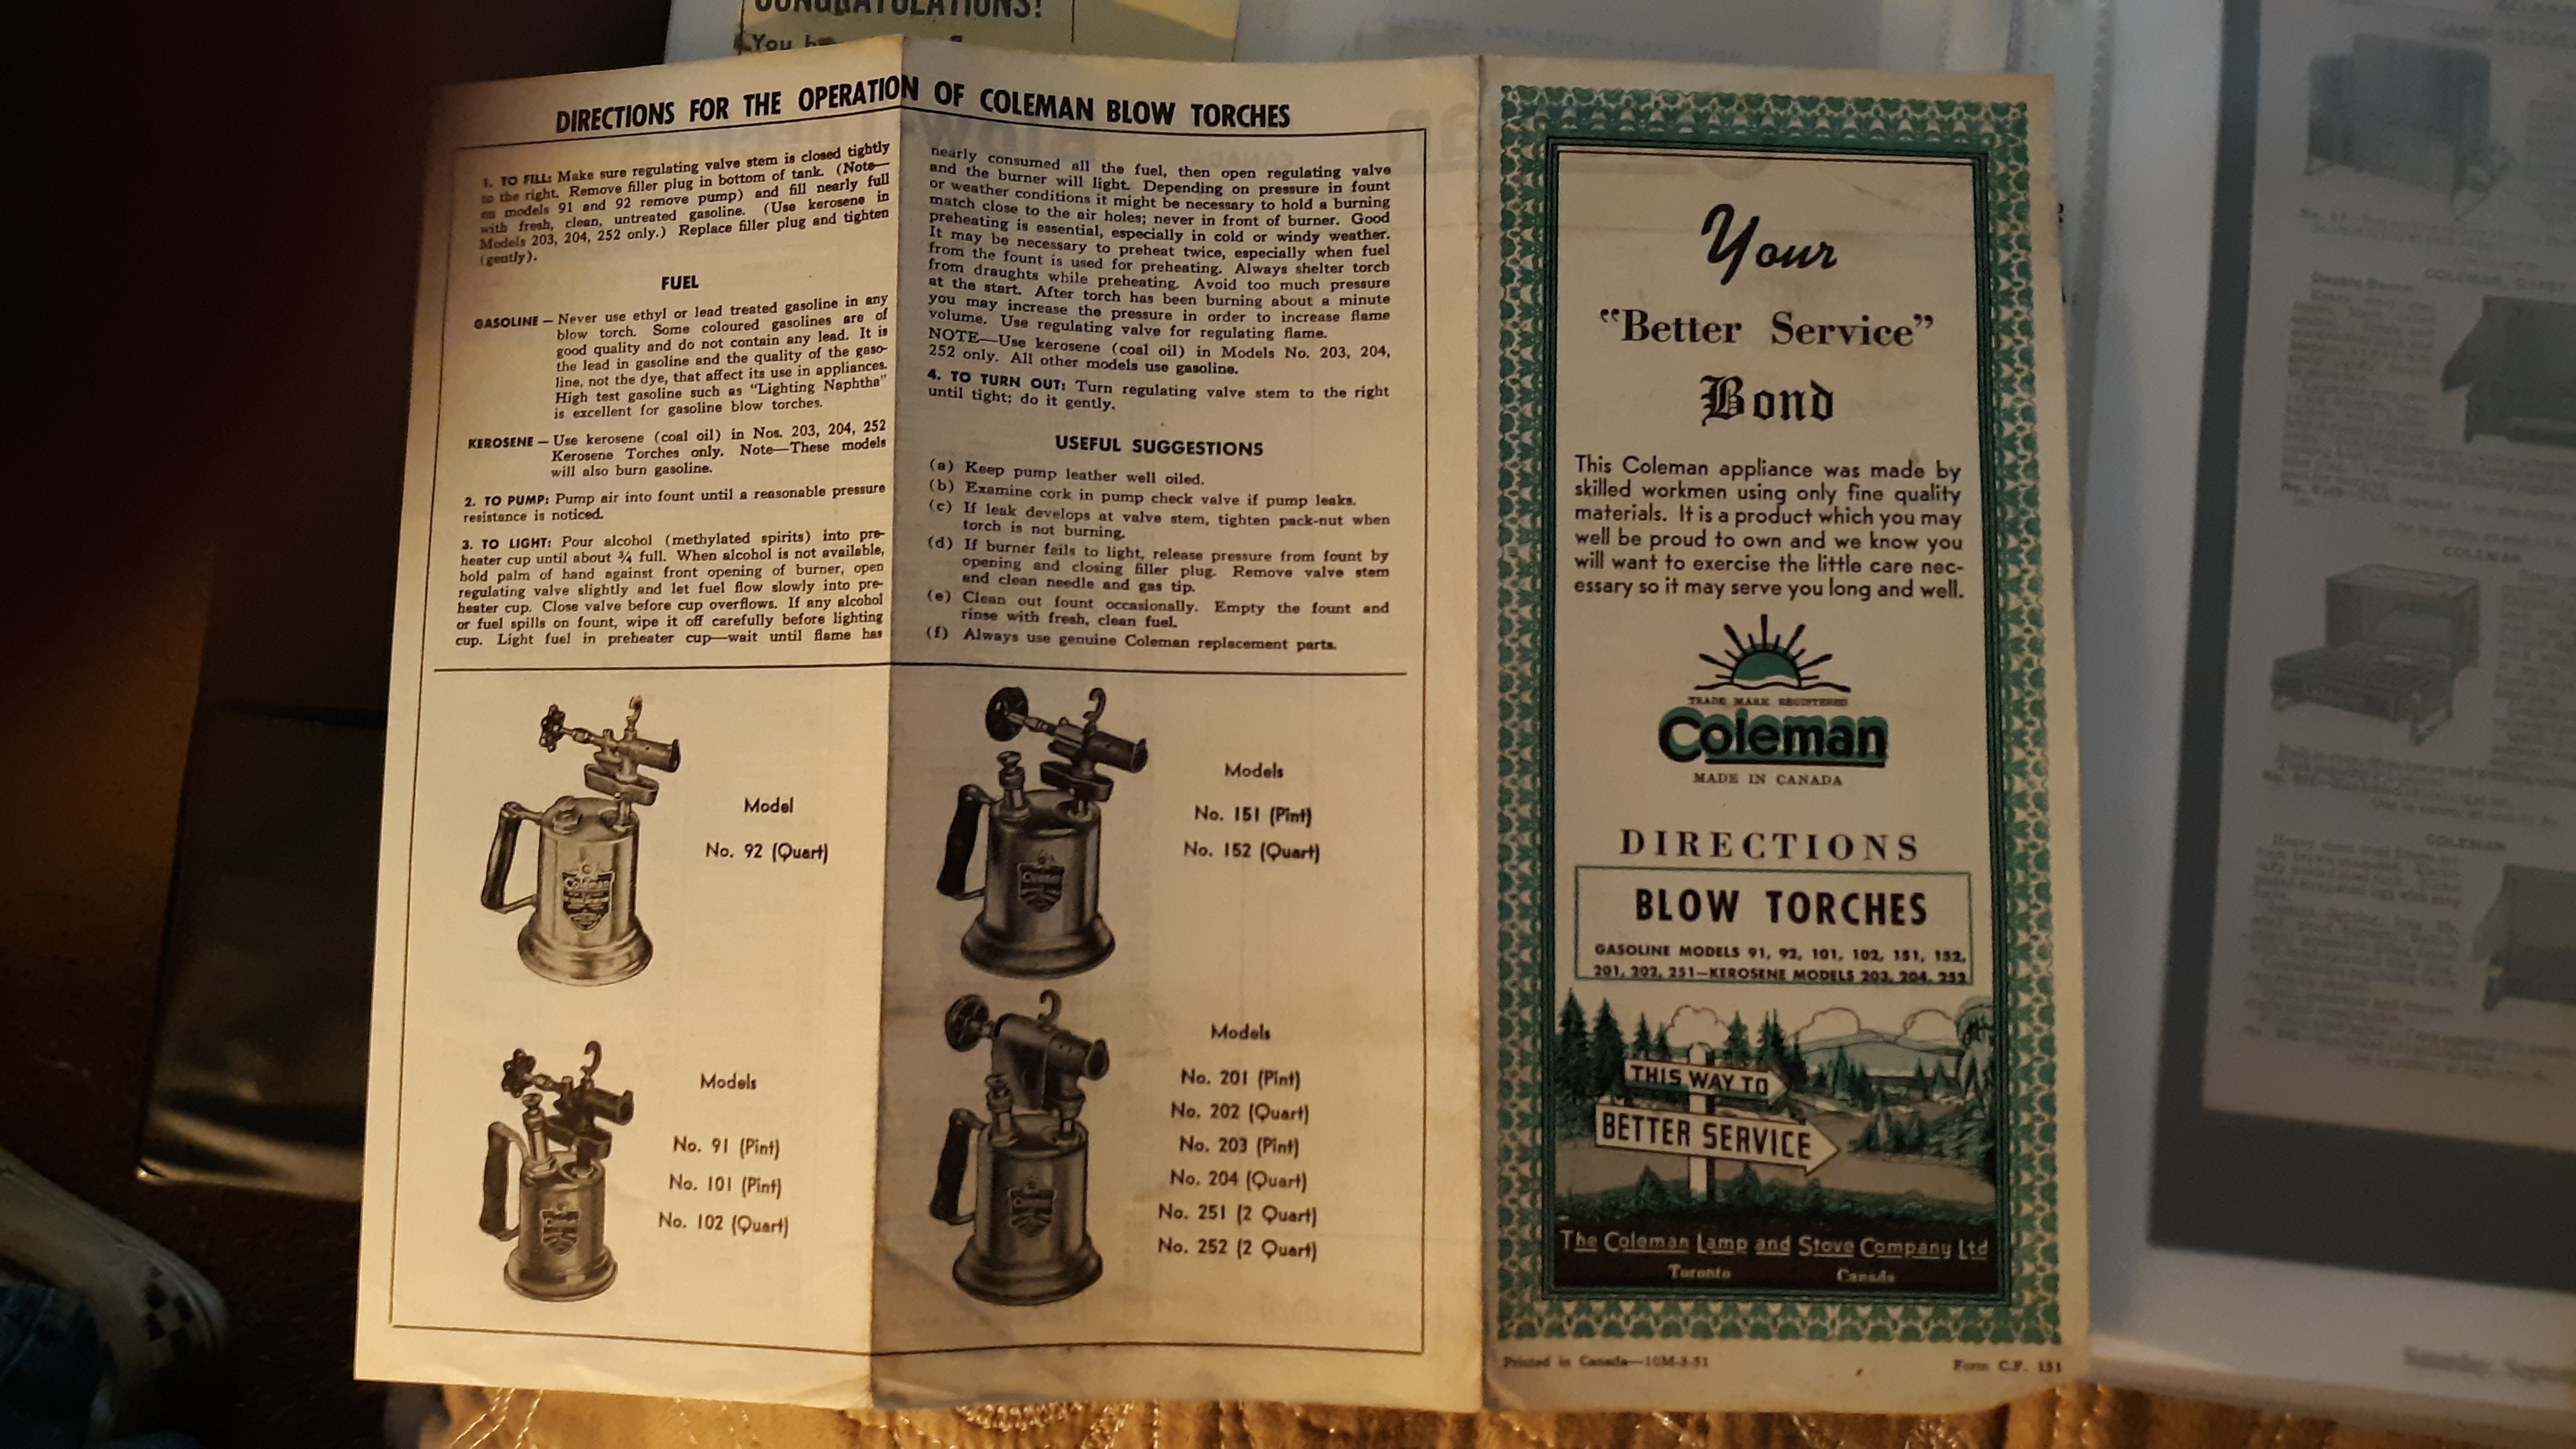 CONGRATULATIONS!
DIRECTIONS FOR THE OPERATION OF COLEMAN BLOW TORCHES
1. TO FILL: Make sure regulating valve stem is closed tightly
to the right. Remove filler plug in bottom of tank. (Note—
on models 91 and 92 remove pump) and fill nearly full
with fresh, clean, untreated gasoline. (Use kerosene in
Models 203, 204, 252 only.) Replace filler plug and tighten
(gently).
FUEL
GASOLINE — Never use ethyl or lead treated gasoline in any
blow torch. Some coloured gasolines are of
good quality and do not contain any lead. It is
the lead in gasoline and the quality of the gaso-
line, not the dye, that affect its use in appliances.
High test gasoline such as "Lighting Naphtha"
is excellent for gasoline blow torches.
KEROSENE — Use kerosene (coal oil) in Nos. 203, 204, 252
Kerosene Torches only. Note—These models
will also burn gasoline.
2. TO PUMP: Pump air into fount until a reasonable pressure
resistance is noticed.
3. TO LIGHT: Pour alcohol (methylated spirits) into pre-
heater cup until about ¾ full. When alcohol is not available,
hold palm of hand against front opening of burner, open
regulating valve slightly and let fuel flow slowly into pre-
heater cup. Close valve before cup overflows. If any alcohol
or fuel spills on fount, wipe it off carefully before lighting
cup. Light fuel in preheater cup—wait until flame has
nearly consumed all the fuel, then open regulating valve
and the burner will light. Depending on pressure in fount
or weather conditions it might be necessary to hold a burning
match close to the air holes; never in front of burner. Good
preheating is essential, especially in cold or windy weather.
It may be necessary to preheat twice, especially when fuel
from the fount is used for preheating. Always shelter torch
from draughts while preheating. Avoid too much pressure
at the start. After torch has been burning about a minute
you may increase the pressure in order to increase flame
volume. Use regulating valve for regulating flame.
NOTE—Use kerosene (coal oil) in Models No. 203, 204,
252 only. All other models use gasoline.
4. TO TURN OUT: Turn regulating valve stem to the right
until tight; do it gently.
USEFUL SUGGESTIONS
(a) Keep pump leather well oiled.
(b) Examine cork in pump check valve if pump leaks.
(c) If leak develops at valve stem, tighten pack-nut when
torch is not burning.
(d) If burner fails to light, release pressure from fount by
opening and closing filler plug. Remove valve stem
and clean needle and gas tip.
(e) Clean out fount occasionally. Empty the fount and
rinse with fresh, clean fuel.
(f) Always use genuine Coleman replacement parts.
Model
No. 92 (Quart)
Models
No. 91 (Pint)
No. 101 (Pint)
No. 102 (Quart)
Models
No. 151 (Pint)
No. 152 (Quart)
Models
No. 201 (Pint)
No. 202 (Quart)
No. 203 (Pint)
No. 204 (Quart)
No. 251 (2 Quart)
No. 252 (2 Quart)
Your
"Better Service"
Bond
This Coleman appliance was made by
skilled workmen using only fine quality
materials. It is a product which you may
well be proud to own and we know you
will want to exercise the little care nec-
essary so it may serve you long and well.
TRADE MARK REGISTERED
Coleman
MADE IN CANADA
DIRECTIONS
BLOW TORCHES
GASOLINE MODELS 91, 92, 101, 102, 151, 152,
201, 202, 251—KEROSENE MODELS 203, 204, 252
THIS WAY TO
BETTER SERVICE
The Coleman Lamp and Stove Company Ltd
Toronto Canada
Printed in Canada—10M-3-51 Form C.F. 151